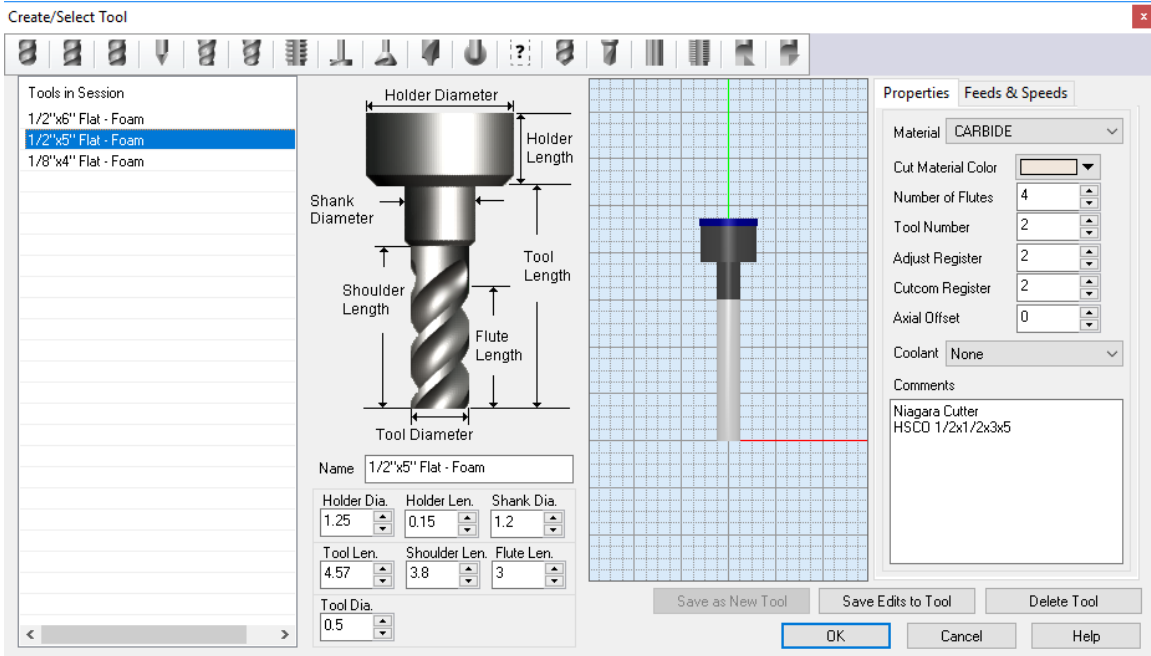 Create/Select Tool
x
?
Tools in Session
1/2"x6" Flat - Foam
1/2"x5" Flat - Foam
1/8"x4" Flat - Foam
Holder Diameter
Holder
Length
Shank
Diameter
Tool
Length
Shoulder
Length
Flute
Length
Tool Diameter
Name 1/2"x5" Flat - Foam
Holder Dia. Holder Len. Shank Dia.
1.25 0.15 1.2
Tool Len. Shoulder Len. Flute Len.
4.57 3.8 3
Tool Dia.
0.5
Properties Feeds & Speeds
Material CARBIDE
Cut Material Color
Number of Flutes 4
Tool Number 2
Adjust Register 2
Cutcom Register 2
Axial Offset 0
Coolant None
Comments
Niagara Cutter
HSCO 1/2x1/2x3x5
Save as New Tool Save Edits to Tool Delete Tool
OK Cancel Help